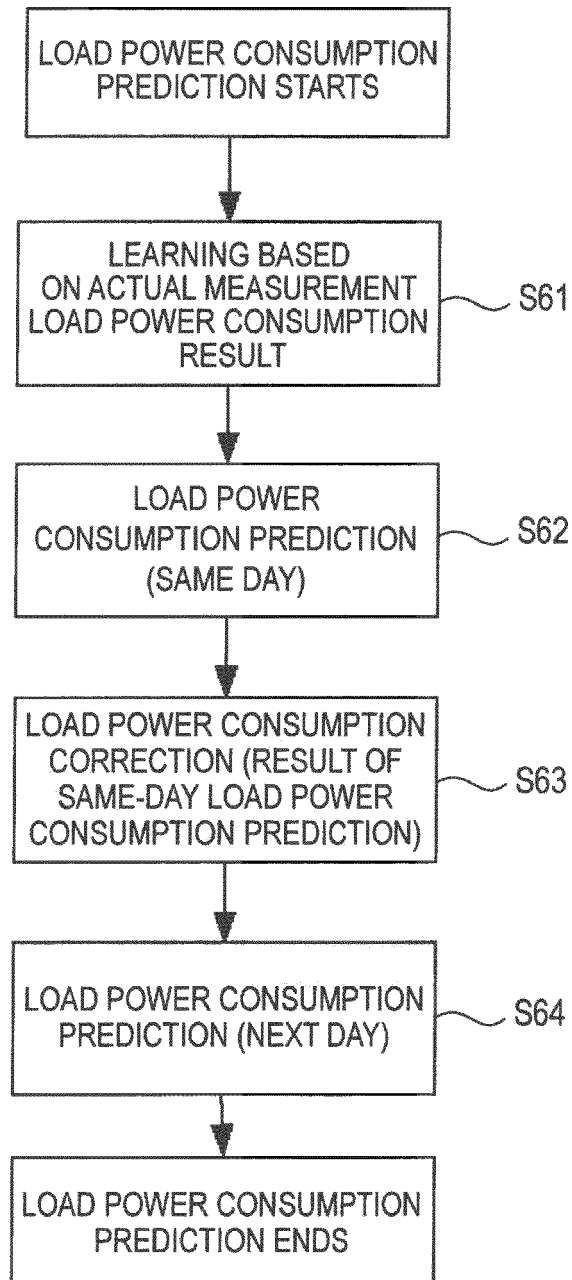 LOAD POWER CONSUMPTION
PREDICTION STARTS
LEARNING BASED
ON ACTUAL MEASUREMENT
LOAD POWER CONSUMPTION
RESULT
S61
LOAD POWER
CONSUMPTION PREDICTION
(SAME DAY)
S62
LOAD POWER CONSUMPTION
CORRECTION (RESULT OF
SAME-DAY LOAD POWER
CONSUMPTION PREDICTION)
S63
LOAD POWER CONSUMPTION
PREDICTION (NEXT DAY)
S64
LOAD POWER CONSUMPTION
PREDICTION ENDS